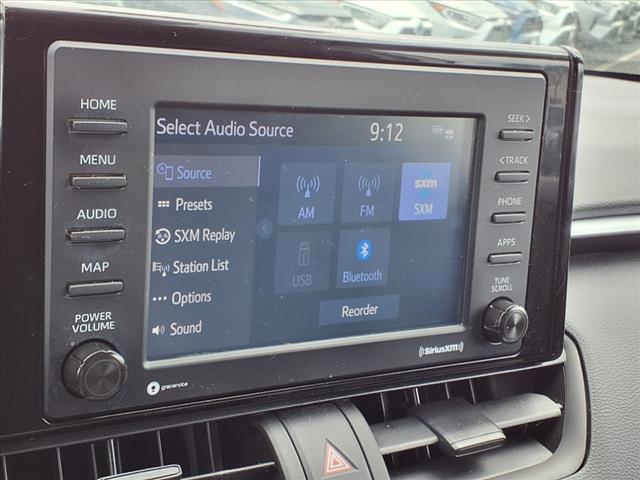 HOME
MENU
AUDIO
MAP
POWER
VOLUME
Select Audio Source
9:12
Source
Presets
SXM Replay
Station List
Options
Sound
AM
FM
sxm
SXM
USB
Bluetooth
Reorder
SEEK >
< TRACK
PHONE
APPS
TUNE
SCROLL
gracenote
((SiriusXM))